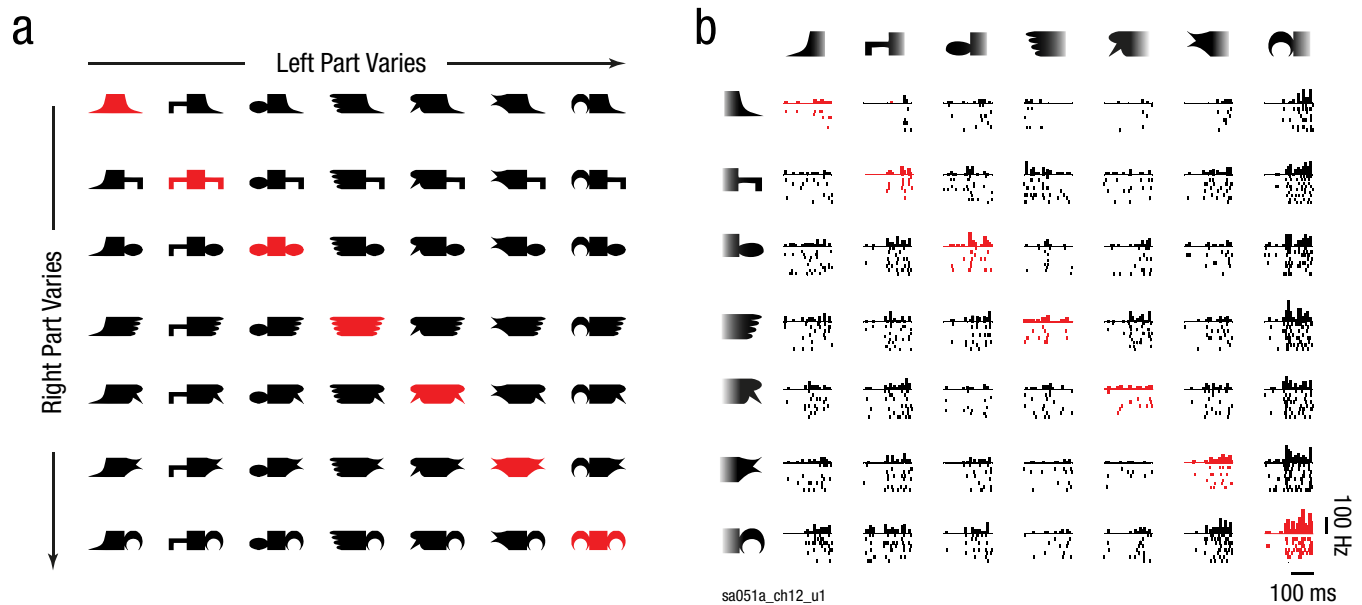 a
Left Part Varies
Right Part Varies
b
100 Hz
100 ms
sa051a_ch12_u1